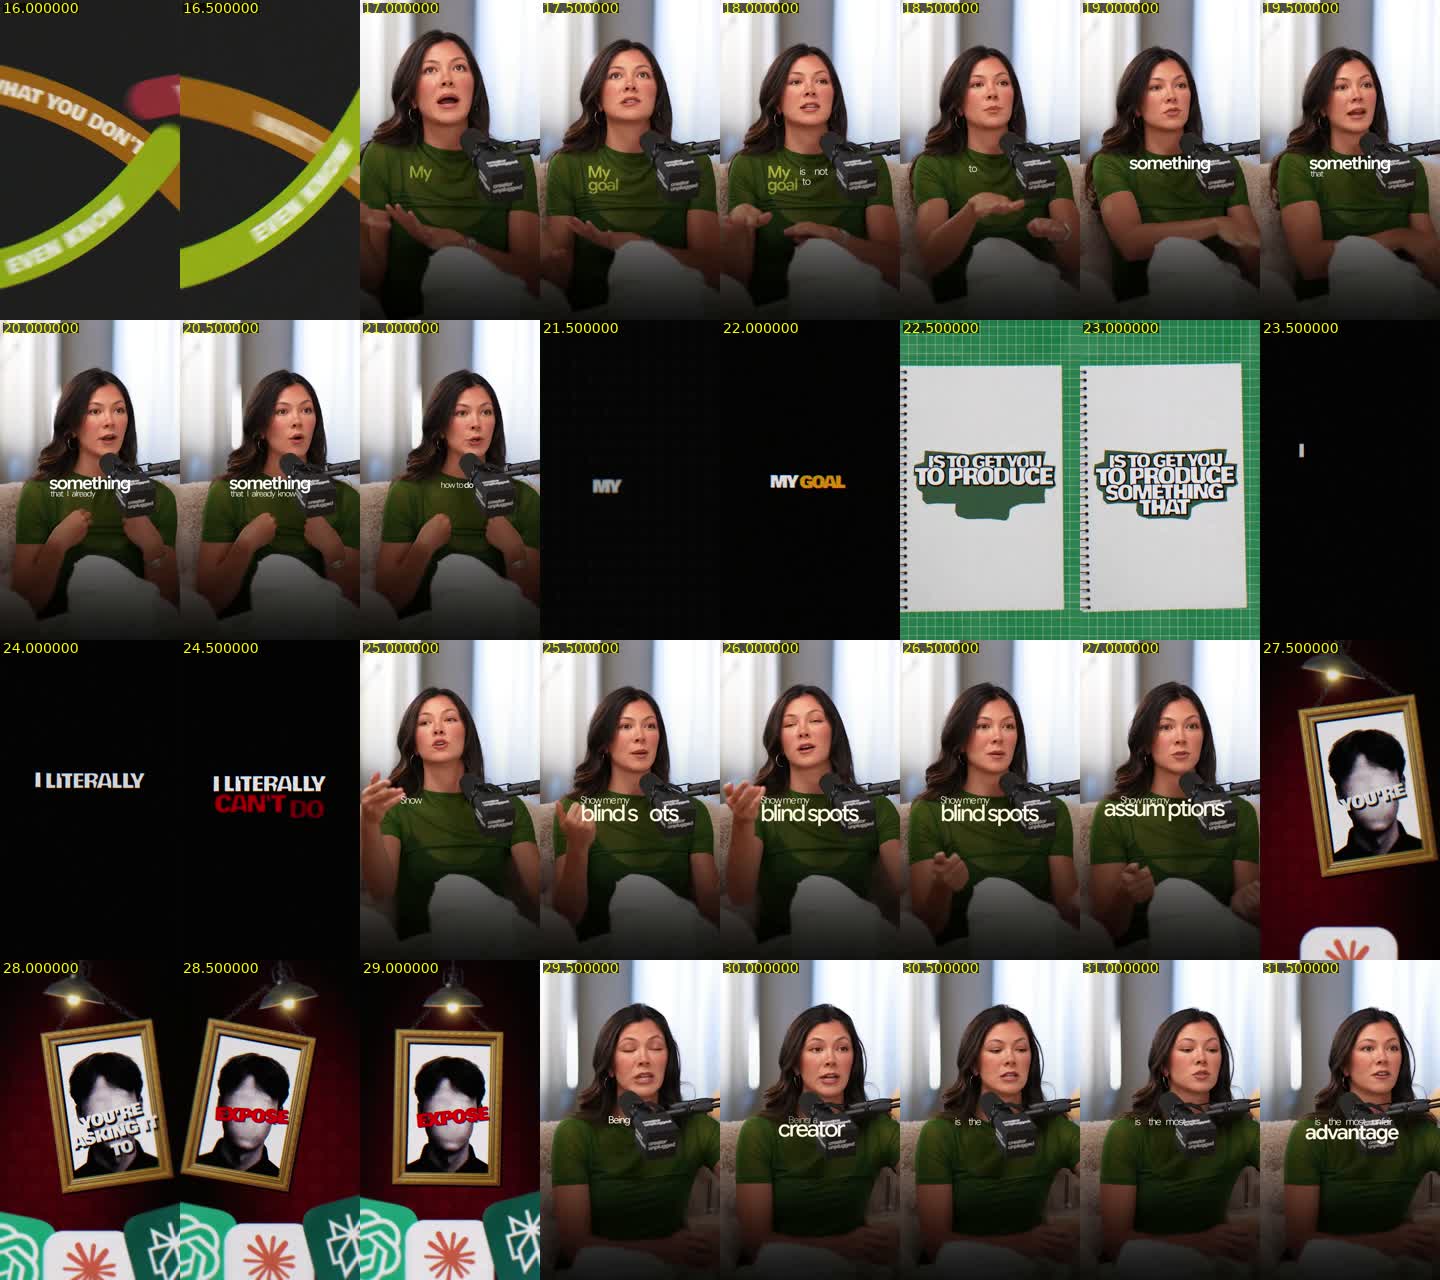 16.000000
WHAT YOU DON'T
EVEN KNOW
16.500000
EVEN
17.000000
My
17.500000
My
goal
18.000000
My is not
goal to
18.500000
to
19.000000
something
19.500000
something
that
20.000000
something
that I already
20.500000
something
that I already know
21.000000
how to do
21.500000
MY
22.000000
MY GOAL
22.500000
IS TO GET YOU
TO PRODUCE
23.000000
IS TO GET YOU
TO PRODUCE
SOMETHING
THAT
23.500000
I
24.000000
I LITERALLY
24.500000
I LITERALLY
CAN'T DO
25.000000
Show
25.500000
Show me my
blind s ots
26.000000
Show me my
blind spots
26.500000
Show me my
blind spots
27.000000
Show me my
assum ptions
27.500000
YOU'RE
28.000000
YOU'RE
ASKING IT
TO
28.500000
EXPOSE
29.000000
EXPOSE
29.500000
Being
30.000000
Being a
creator
30.500000
is the
31.000000
is the most
31.500000
is the most unfair
advantage
creator
unplugged